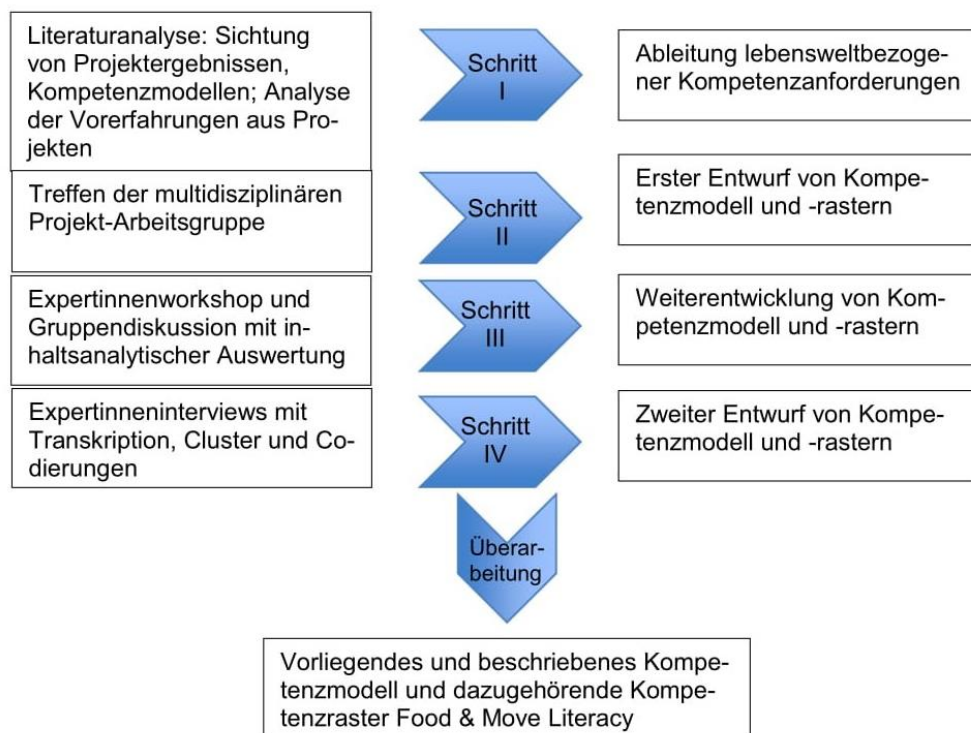 Literaturanalyse: Sichtung
von Projektergebnissen,
Kompetenzmodellen; Analyse
der Vorerfahrungen aus Pro-
jekten
Schritt
I
Ableitung lebensweltbezoge
ner Kompetenzanforderungen
Treffen der multidisziplinären
Projekt-Arbeitsgruppe
Schritt
II
Erster Entwurf von Kompe-
tenzmodell und -rastern
Expertinnenworkshop und
Gruppendiskussion mit in-
haltsanalytischer Auswertung
Schritt
III
Weiterentwicklung von Kom-
petenzmodell und -rastern
Expertinneninterviews mit
Transkription, Cluster und Co-
dierungen
Schritt
IV
Zweiter Entwurf von Kompe-
tenzmodell und -rastern
Überar-
beitung
Vorliegendes und beschriebenes Kompe-
tenzmodell und dazugehörende Kompe-
tenzraster Food & Move Literacy